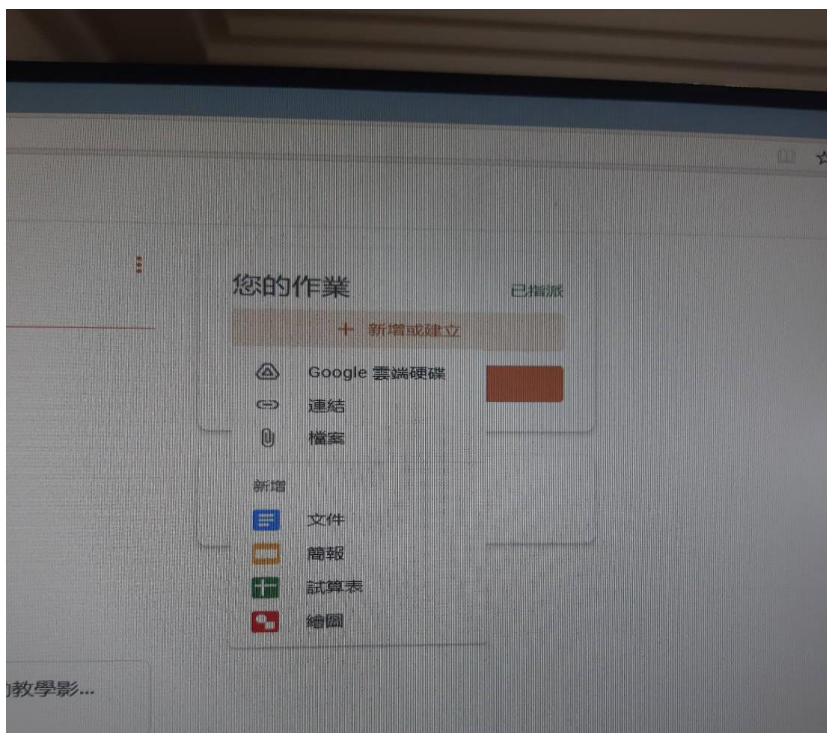 您的作業
已指派
+ 新增或建立
Google 雲端硬碟
連結
檔案
新增
文件
簡報
試算表
繪圖
教學影...